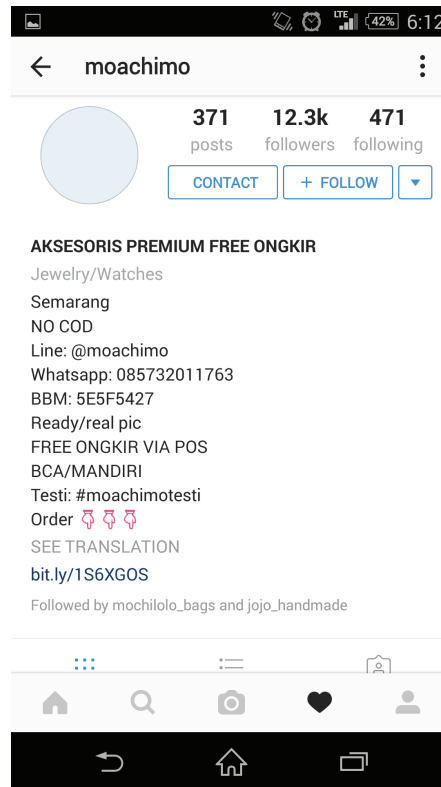 LTE 42% 6:12
moachimo
371 12.3k 471
posts followers following
CONTACT + FOLLOW
AKSESORIS PREMIUM FREE ONGKIR
Jewelry/Watches
Semarang
NO COD
Line: @moachimo
Whatsapp: 085732011763
BBM: 5E5F5427
Ready/real pic
FREE ONGKIR VIA POS
BCA/MANDIRI
Testi: #moachimotesti
Order 👇👇👇
SEE TRANSLATION
bit.ly/1S6XGOS
Followed by mochilolo_bags and jojo_handmade